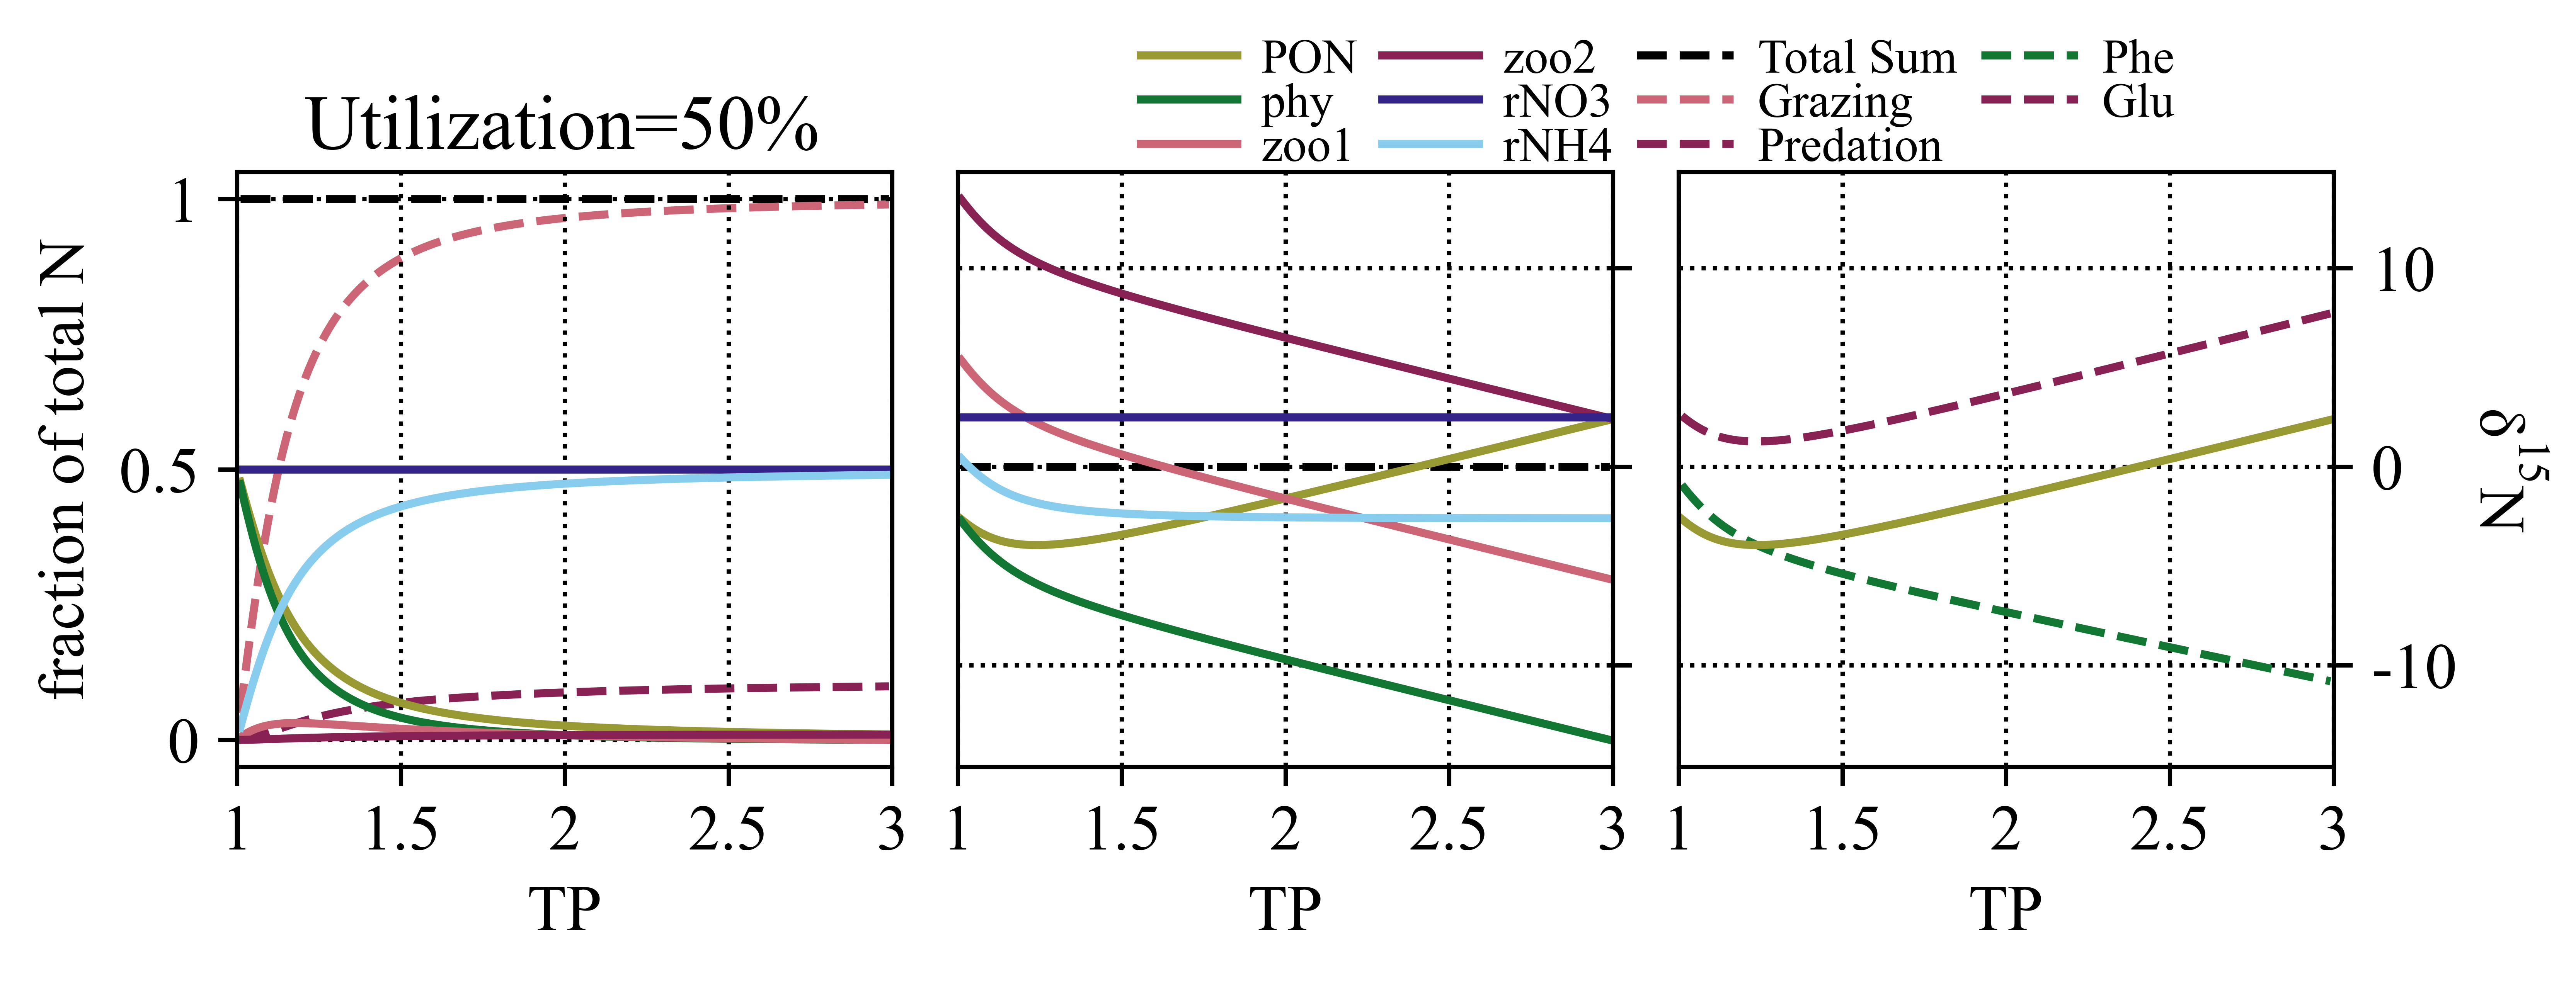 PON
phy
zoo1
zoo2
rNO3
rNH4
Total Sum
Grazing
Predation
Phe
Glu
Utilization=50%
fraction of total N
1
0.5
0
1
1.5
2
2.5
3
TP
1
1.5
2
2.5
3
TP
1
1.5
2
2.5
3
TP
10
0
-10
δ¹⁵N